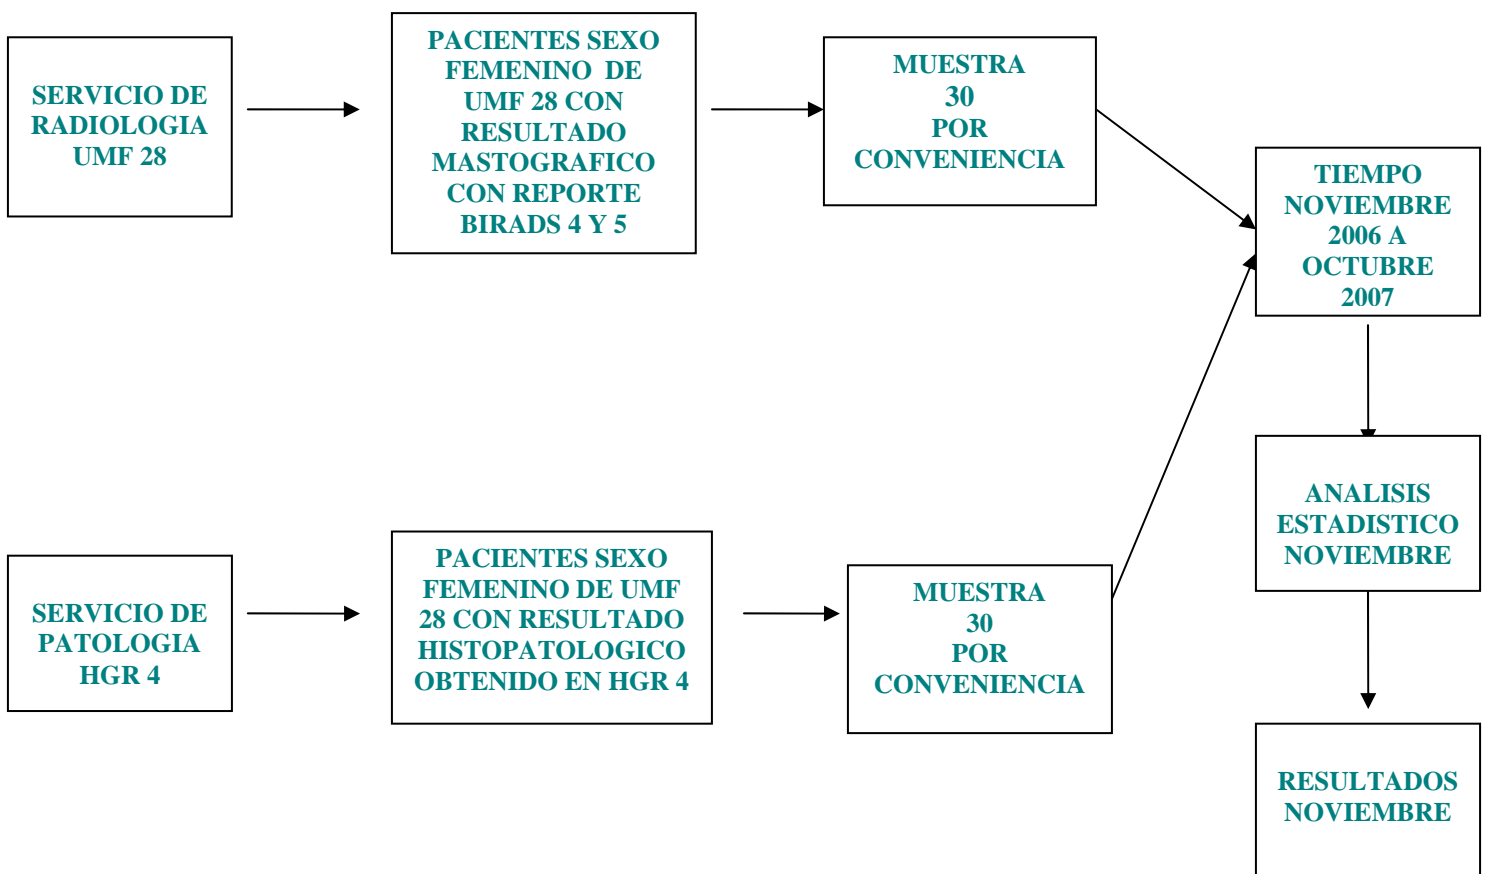 SERVICIO DE
RADIOLOGIA
UMF 28
PACIENTES SEXO
FEMENINO DE
UMF 28 CON
RESULTADO
MASTOGRAFICO
CON REPORTE
BIRADS 4 Y 5
MUESTRA
30
POR
CONVENIENCIA
TIEMPO
NOVIEMBRE
2006 A
OCTUBRE
2007
SERVICIO DE
PATOLOGIA
HGR 4
PACIENTES SEXO
FEMENINO DE UMF
28 CON RESULTADO
HISTOPATOLOGICO
OBTENIDO EN HGR 4
MUESTRA
30
POR
CONVENIENCIA
ANALISIS
ESTADISTICO
NOVIEMBRE
RESULTADOS
NOVIEMBRE